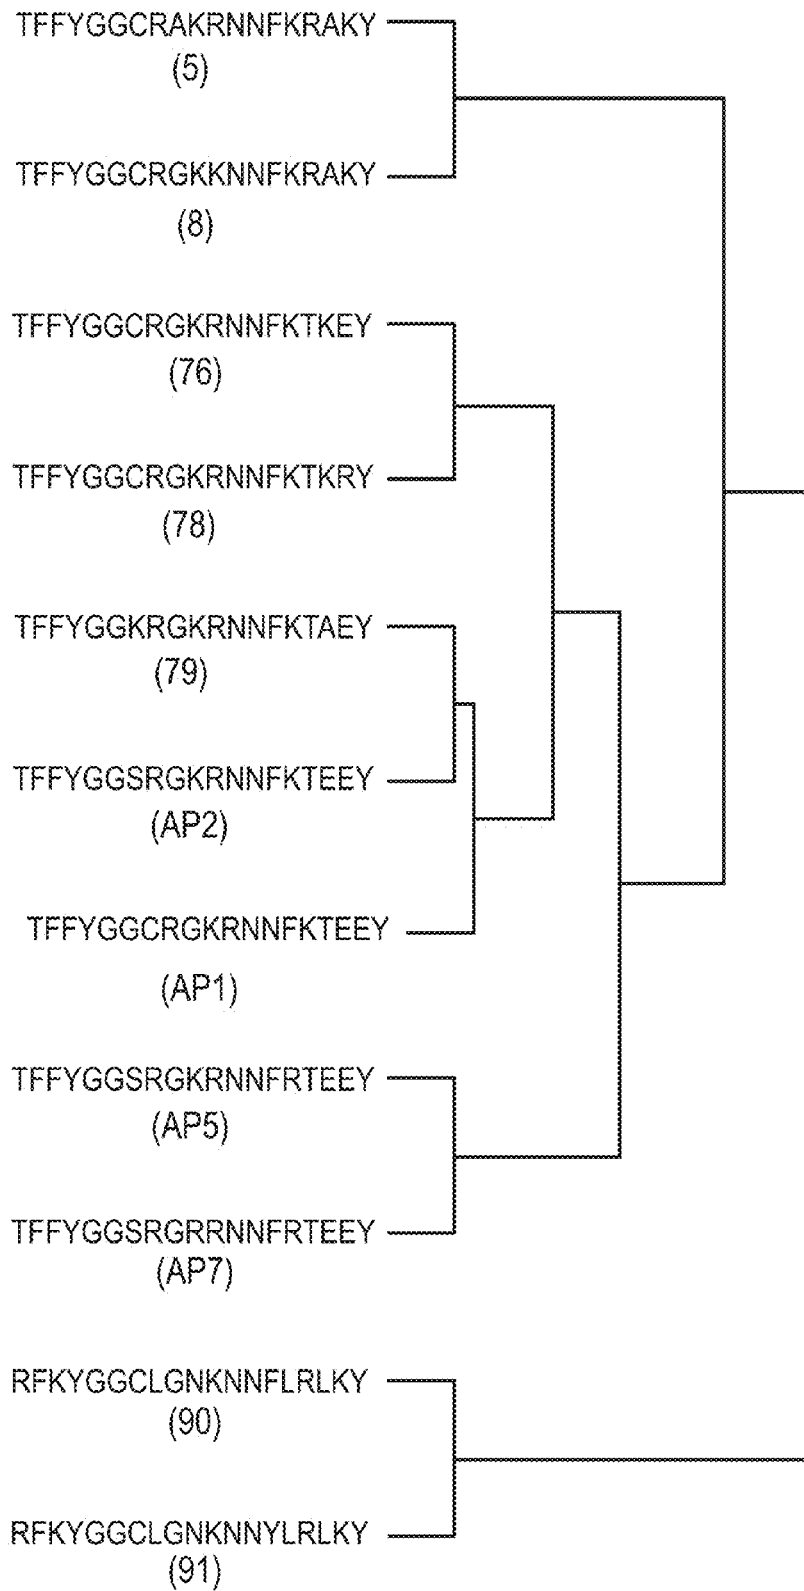 TFFYGGCRAKRNNFKRAKY
(5)
TFFYGGCRGKKNNFKRAKY
(8)
TFFYGGCRGKRNNFKTKEY
(76)
TFFYGGCRGKRNNFKTKRY
(78)
TFFYGGKRGKRNNFKTAEY
(79)
TFFYGGSRGKRNNFKTEEY
(AP2)
TFFYGGCRGKRNNFKTEEY
(AP1)
TFFYGGSRGKRNNFRTEEY
(AP5)
TFFYGGSRGRRNNFRTEEY
(AP7)
RFKYGGCLGNKNNFLRLKY
(90)
RFKYGGCLGNKNNYLRLKY
(91)